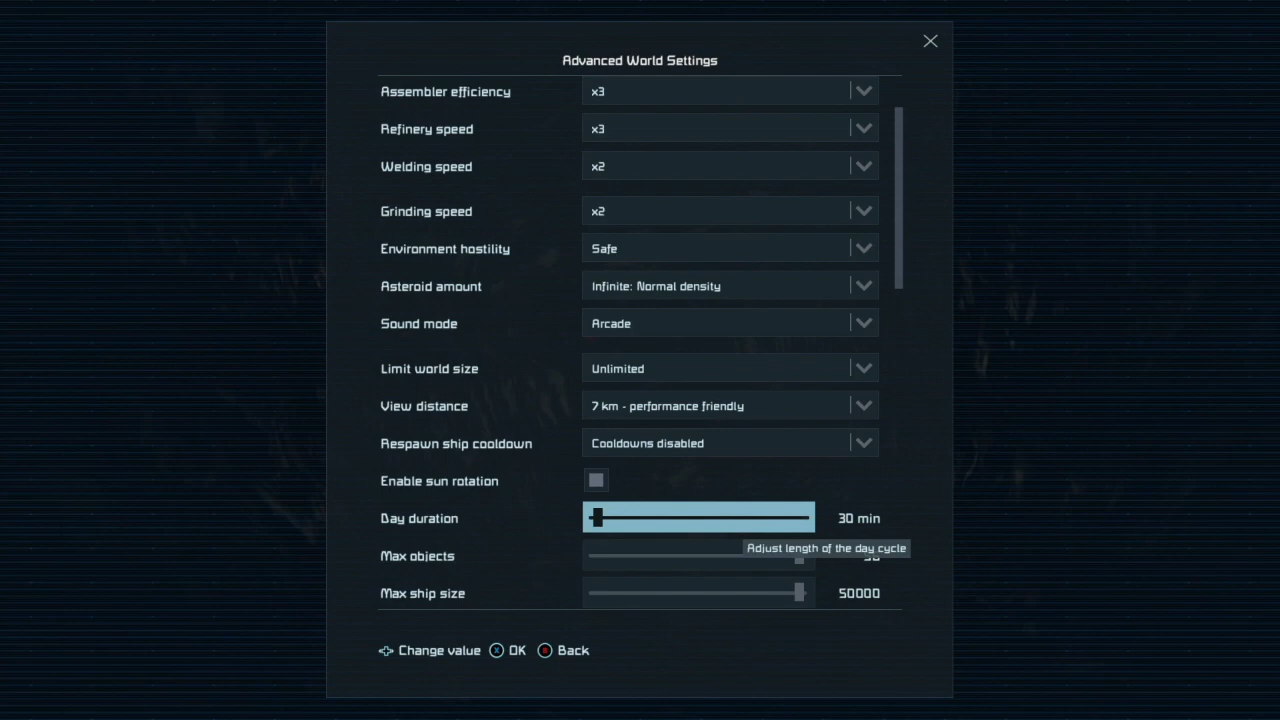 Advanced World Settings
Assembler efficiency x3
Refinery speed x3
Welding speed x2
Grinding speed x2
Environment hostility Safe
Asteroid amount Infinite: Normal density
Sound mode Arcade
Limit world size Unlimited
View distance 7 km - performance friendly
Respawn ship cooldown Cooldowns disabled
Enable sun rotation
Day duration 30 min
Adjust length of the day cycle
Max objects
Max ship size 50000
Change value X OK Back